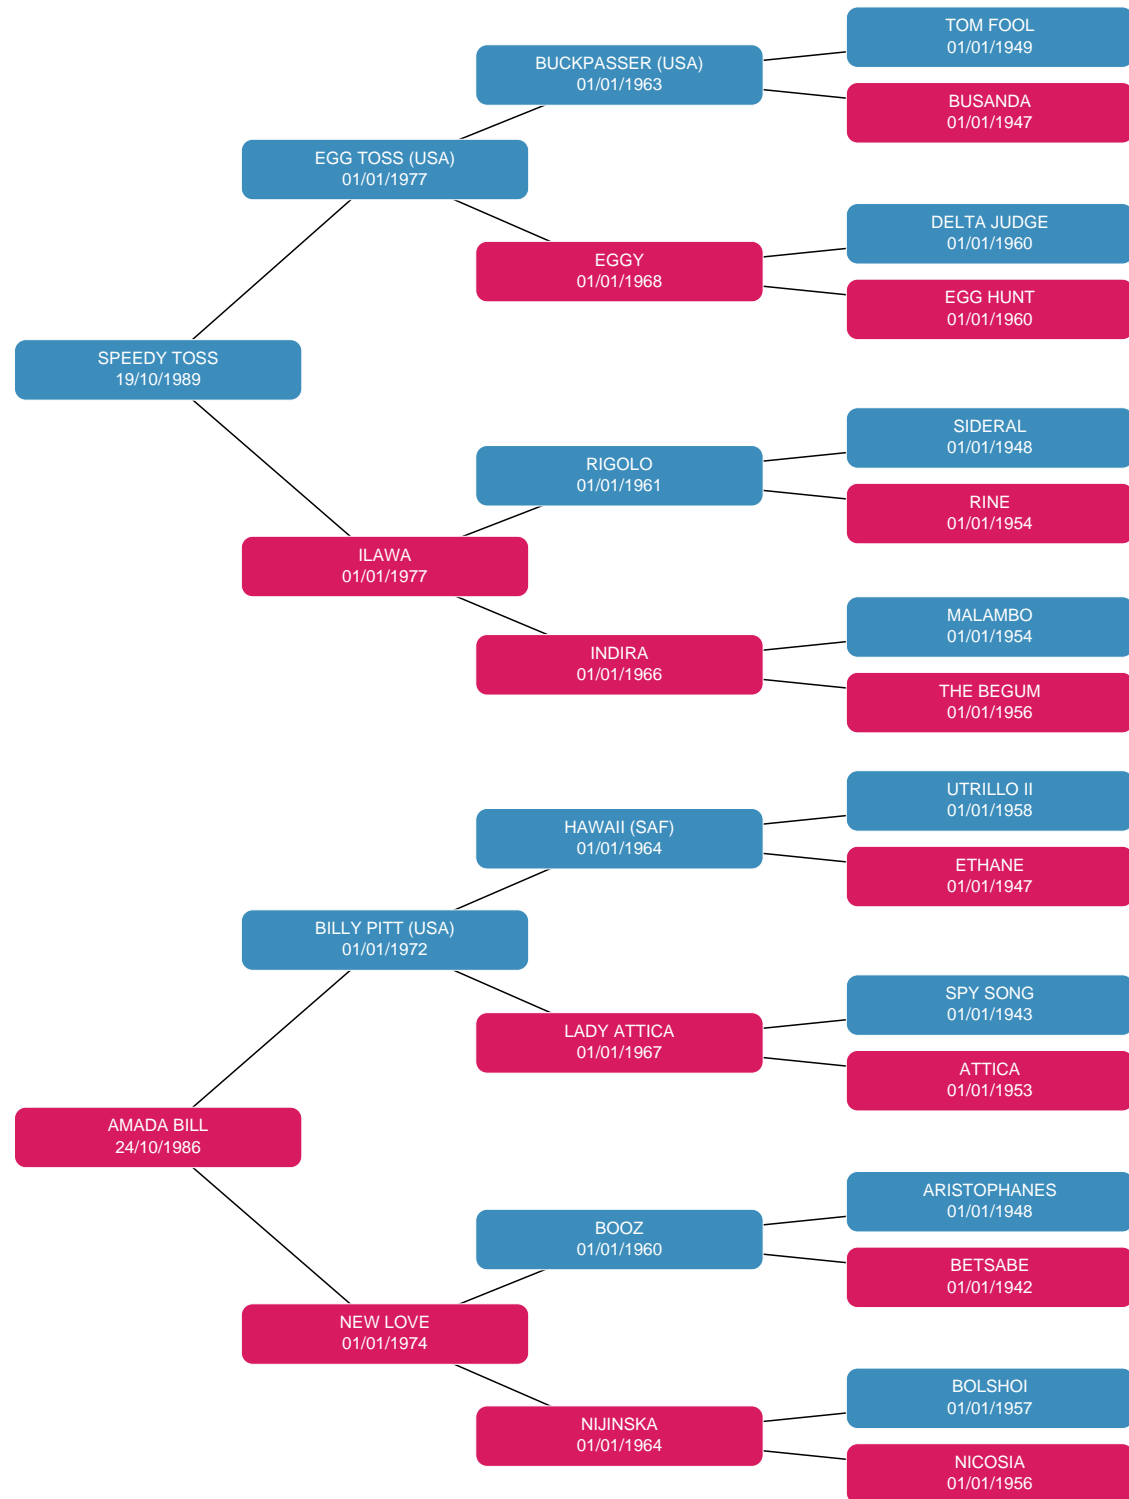 TOM FOOL
01/01/1949
BUCKPASSER (USA)
01/01/1963
BUSANDA
01/01/1947
EGG TOSS (USA)
01/01/1977
DELTA JUDGE
01/01/1960
EGGY
01/01/1968
EGG HUNT
01/01/1960
SPEEDY TOSS
19/10/1989
SIDERAL
01/01/1948
RIGOLO
01/01/1961
RINE
01/01/1954
ILAWA
01/01/1977
MALAMBO
01/01/1954
INDIRA
01/01/1966
THE BEGUM
01/01/1956
UTRILLO II
01/01/1958
HAWAII (SAF)
01/01/1964
ETHANE
01/01/1947
BILLY PITT (USA)
01/01/1972
SPY SONG
01/01/1943
LADY ATTICA
01/01/1967
ATTICA
01/01/1953
AMADA BILL
24/10/1986
ARISTOPHANES
01/01/1948
BOOZ
01/01/1960
BETSABE
01/01/1942
NEW LOVE
01/01/1974
BOLSHOI
01/01/1957
NIJINSKA
01/01/1964
NICOSIA
01/01/1956